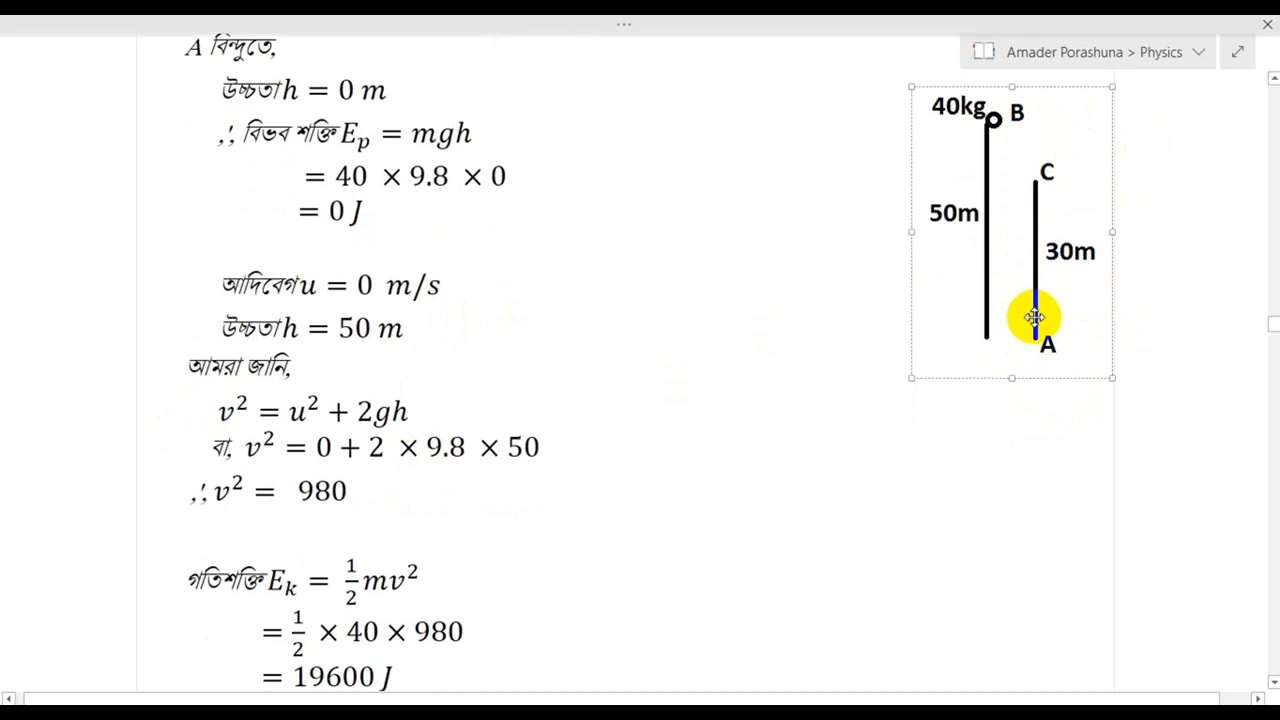 A বিন্দুতে,
উচ্চতা h = 0 m
∴ বিভব শক্তি E_p = mgh
= 40 × 9.8 × 0
= 0 J
আদিবেগ u = 0 m/s
উচ্চতা h = 50 m
আমরা জানি,
v² = u² + 2gh
বা, v² = 0 + 2 × 9.8 × 50
∴ v² = 980
গতিশক্তি E_k = 1/2 mv²
= 1/2 × 40 × 980
= 19600 J
Amader Porashuna > Physics
40kg B
C
50m
30m
A